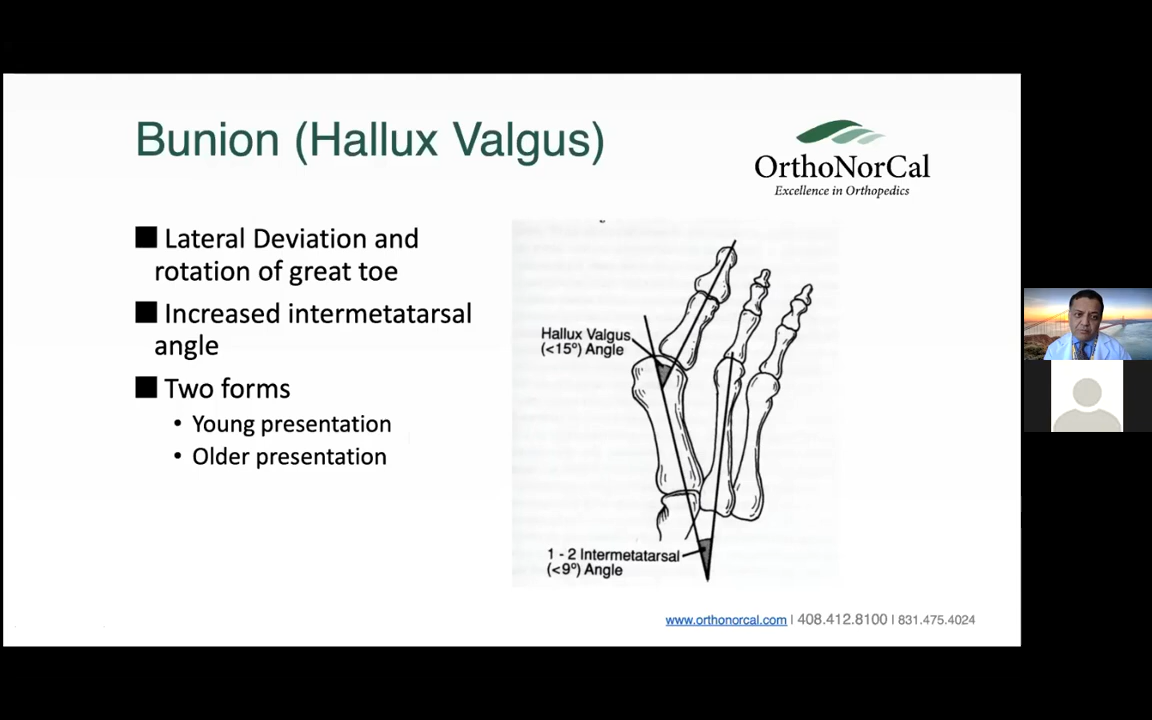 Bunion (Hallux Valgus)
OrthoNorCal
Excellence in Orthopedics
■ Lateral Deviation and
rotation of great toe
■ Increased intermetatarsal
angle
■ Two forms
• Young presentation
• Older presentation
Hallux Valgus
(<15º) Angle
1 - 2 Intermetatarsal
(<9º) Angle
www.orthonorcal.com | 408.412.8100 | 831.475.4024